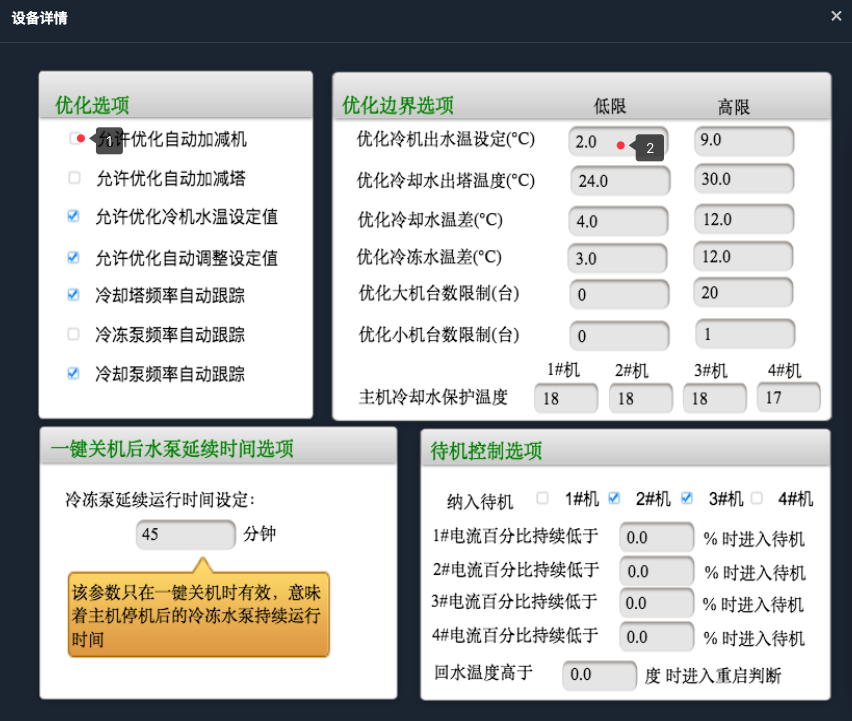 设备详情
优化选项
允许优化自动加减机
1
允许优化自动加减塔
允许优化冷机水温设定值
允许优化自动调整设定值
冷却塔频率自动跟踪
冷冻泵频率自动跟踪
冷却泵频率自动跟踪
优化边界选项 低限 高限
优化冷机出水温设定(°C) 2.0 2 9.0
优化冷却水出塔温度(°C) 24.0 30.0
优化冷却水温差(°C) 4.0 12.0
优化冷冻水温差(°C) 3.0 12.0
优化大机台数限制(台) 0 20
优化小机台数限制(台) 0 1
1#机 2#机 3#机 4#机
主机冷却水保护温度 18 18 18 17
一键关机后水泵延续时间选项
冷冻泵延续运行时间设定:
45 分钟
该参数只在一键关机时有效，意味
着主机停机后的冷冻水泵持续运行
时间
待机控制选项
纳入待机 1#机 2#机 3#机 4#机
1#电流百分比持续低于 0.0 % 时进入待机
2#电流百分比持续低于 0.0 % 时进入待机
3#电流百分比持续低于 0.0 % 时进入待机
4#电流百分比持续低于 0.0 % 时进入待机
回水温度高于 0.0 度 时进入重启判断